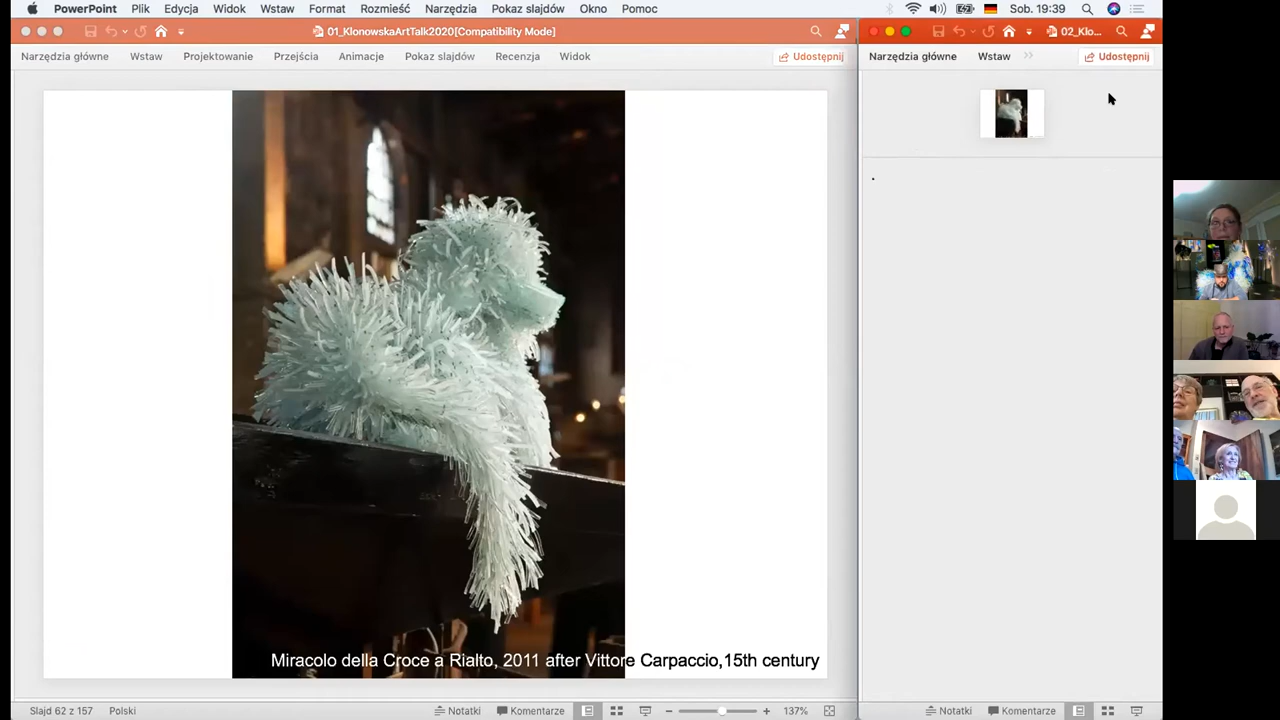 PowerPoint Plik Edycja Widok Wstaw Format Rozmieść Narzędzia Pokaz slajdów Okno Pomoc Sob. 19:39
01_KlonowskaArtTalk2020[Compatibility Mode]
02_Klo...
Narzędzia główne Wstaw Projektowanie Przejścia Animacje Pokaz slajdów Recenzja Widok Udostępnij
Narzędzia główne Wstaw Udostępnij
Miracolo della Croce a Rialto, 2011 after Vittore Carpaccio,15th century
Slajd 62 z 157 Polski Notatki Komentarze 137%
Notatki Komentarze